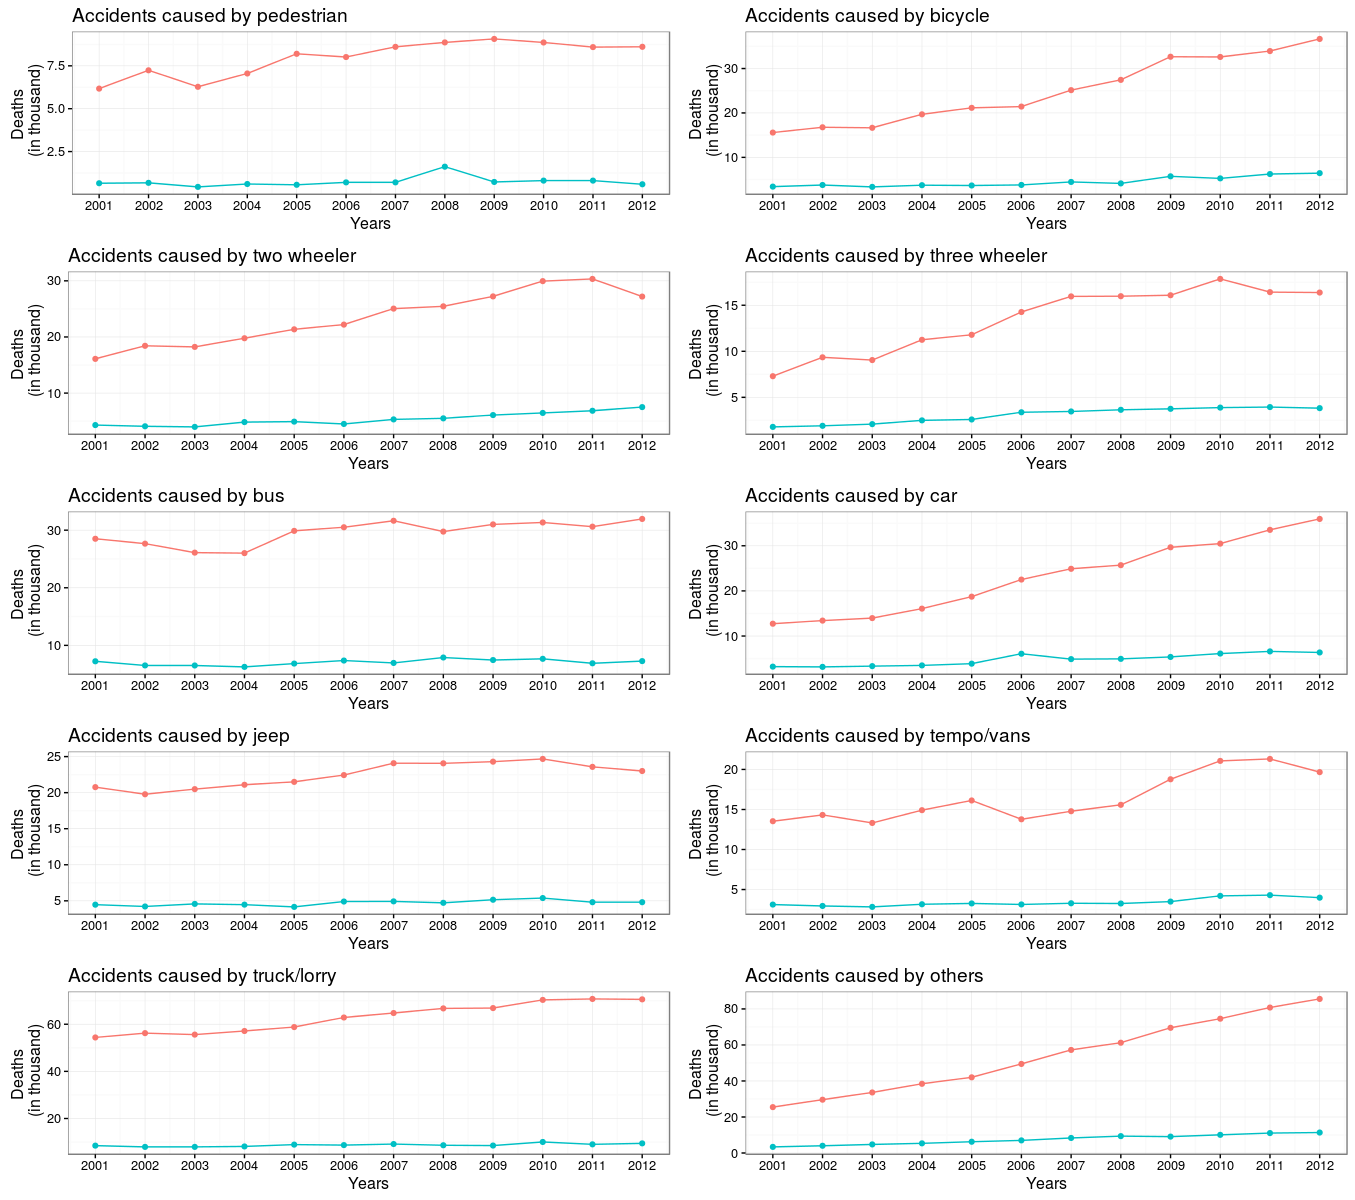 Accidents caused by pedestrian
Deaths
(in thousand)
7.5
5.0
2.5
2001 2002 2003 2004 2005 2006 2007 2008 2009 2010 2011 2012
Years
Accidents caused by bicycle
Deaths
(in thousand)
30
20
10
2001 2002 2003 2004 2005 2006 2007 2008 2009 2010 2011 2012
Years
Accidents caused by two wheeler
Deaths
(in thousand)
30
20
10
2001 2002 2003 2004 2005 2006 2007 2008 2009 2010 2011 2012
Years
Accidents caused by three wheeler
Deaths
(in thousand)
15
10
5
2001 2002 2003 2004 2005 2006 2007 2008 2009 2010 2011 2012
Years
Accidents caused by bus
Deaths
(in thousand)
30
20
10
2001 2002 2003 2004 2005 2006 2007 2008 2009 2010 2011 2012
Years
Accidents caused by car
Deaths
(in thousand)
30
20
10
2001 2002 2003 2004 2005 2006 2007 2008 2009 2010 2011 2012
Years
Accidents caused by jeep
Deaths
(in thousand)
25
20
15
10
5
2001 2002 2003 2004 2005 2006 2007 2008 2009 2010 2011 2012
Years
Accidents caused by tempo/vans
Deaths
(in thousand)
20
15
10
5
2001 2002 2003 2004 2005 2006 2007 2008 2009 2010 2011 2012
Years
Accidents caused by truck/lorry
Deaths
(in thousand)
60
40
20
2001 2002 2003 2004 2005 2006 2007 2008 2009 2010 2011 2012
Years
Accidents caused by others
Deaths
(in thousand)
80
60
40
20
0
2001 2002 2003 2004 2005 2006 2007 2008 2009 2010 2011 2012
Years